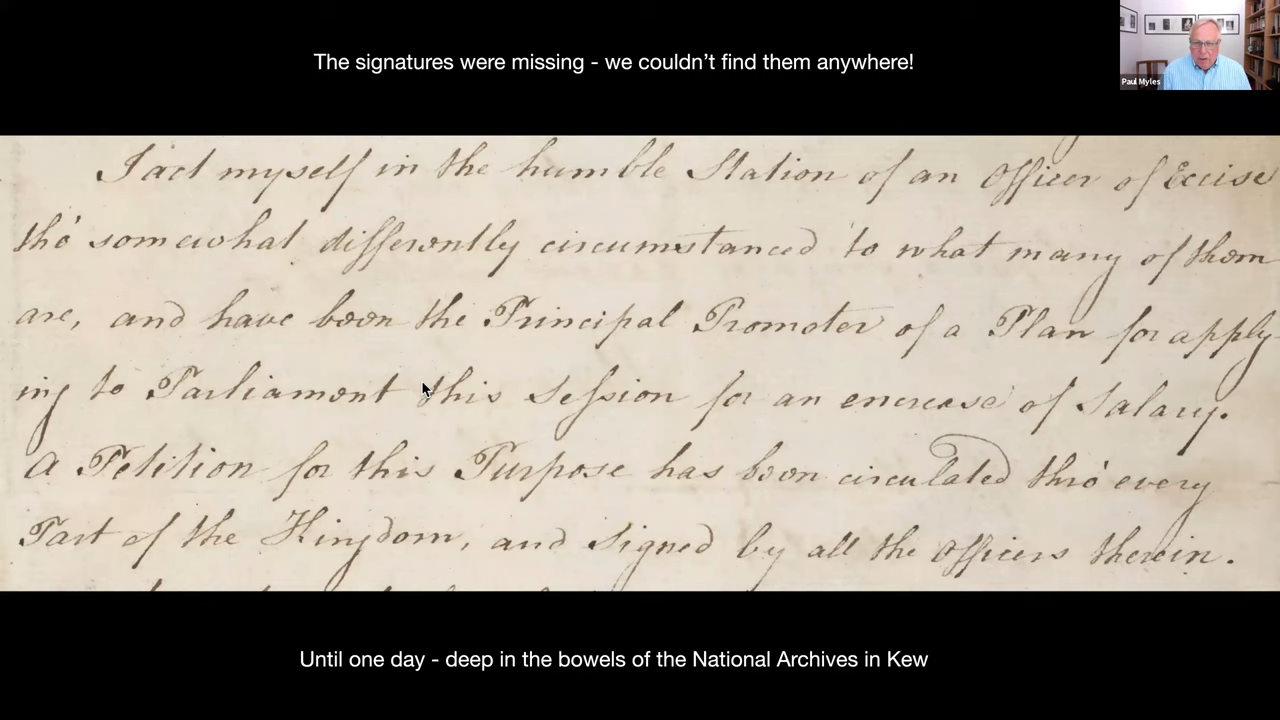 The signatures were missing - we couldn't find them anywhere!
Paul Myles
I act myself in the humble Station of an Officer of Excise
tho' somewhat differently circumstanced to what many of them
are, and have been the Principal Promoter of a Plan for apply-
ing to Parliament this Session for an encrease of Salary.
A Petition for this Purpose has been circulated thro' every
Part of the Kingdom, and signed by all the Officers therein.
Until one day - deep in the bowels of the National Archives in Kew